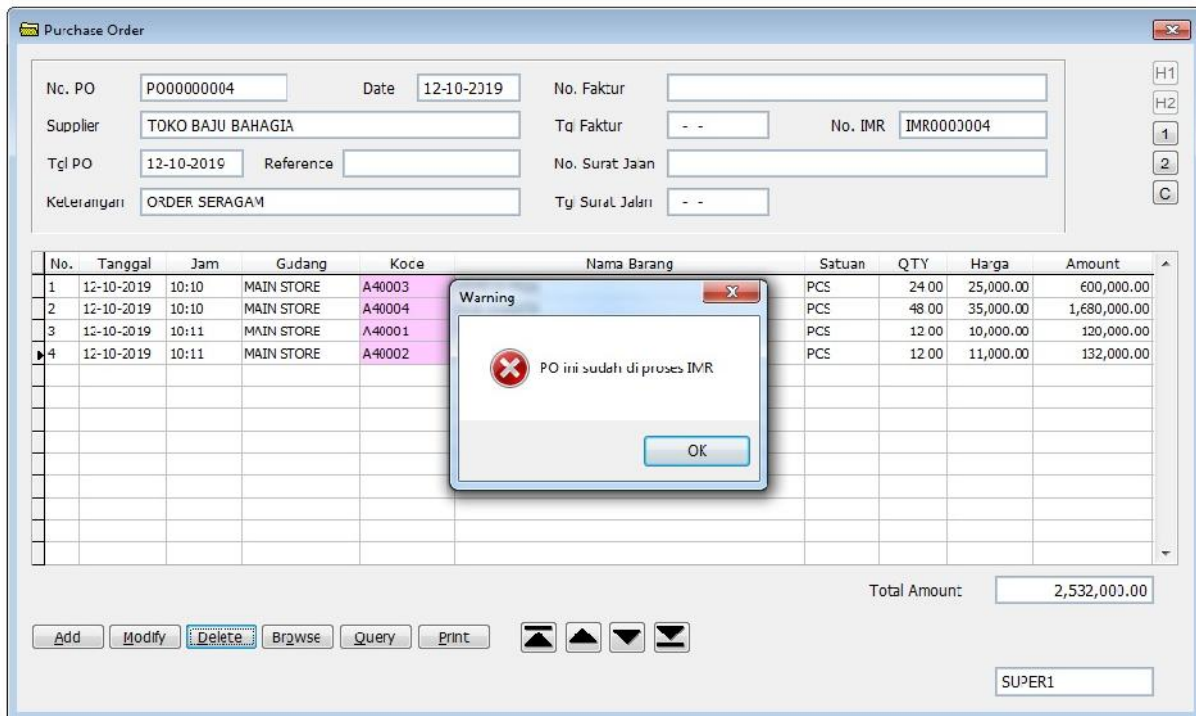 Purchase Order
No. PO PO00000004 Date 12-10-2019 No. Faktur
Supplier TOKO BAJU BAHAGIA Tgl Faktur - - No. IMR IMR0000004
Tgl PO 12-10-2019 Reference No. Surat Jalan
Keterangan ORDER SERAGAM Tgl Surat Jalan - -
H1
H2
1
2
C
No. Tanggal Jam Gudang Kode Nama Barang Satuan QTY Harga Amount
1 12-10-2019 10:10 MAIN STORE A40003 PCS 24.00 25,000.00 600,000.00
2 12-10-2019 10:10 MAIN STORE A40004 PCS 48.00 35,000.00 1,680,000.00
3 12-10-2019 10:11 MAIN STORE A40001 PCS 12.00 10,000.00 120,000.00
4 12-10-2019 10:11 MAIN STORE A40002 PCS 12.00 11,000.00 132,000.00
Warning
PO ini sudah di proses IMR
OK
Total Amount 2,532,000.00
Add Modify Delete Browse Query Print
SUPER1